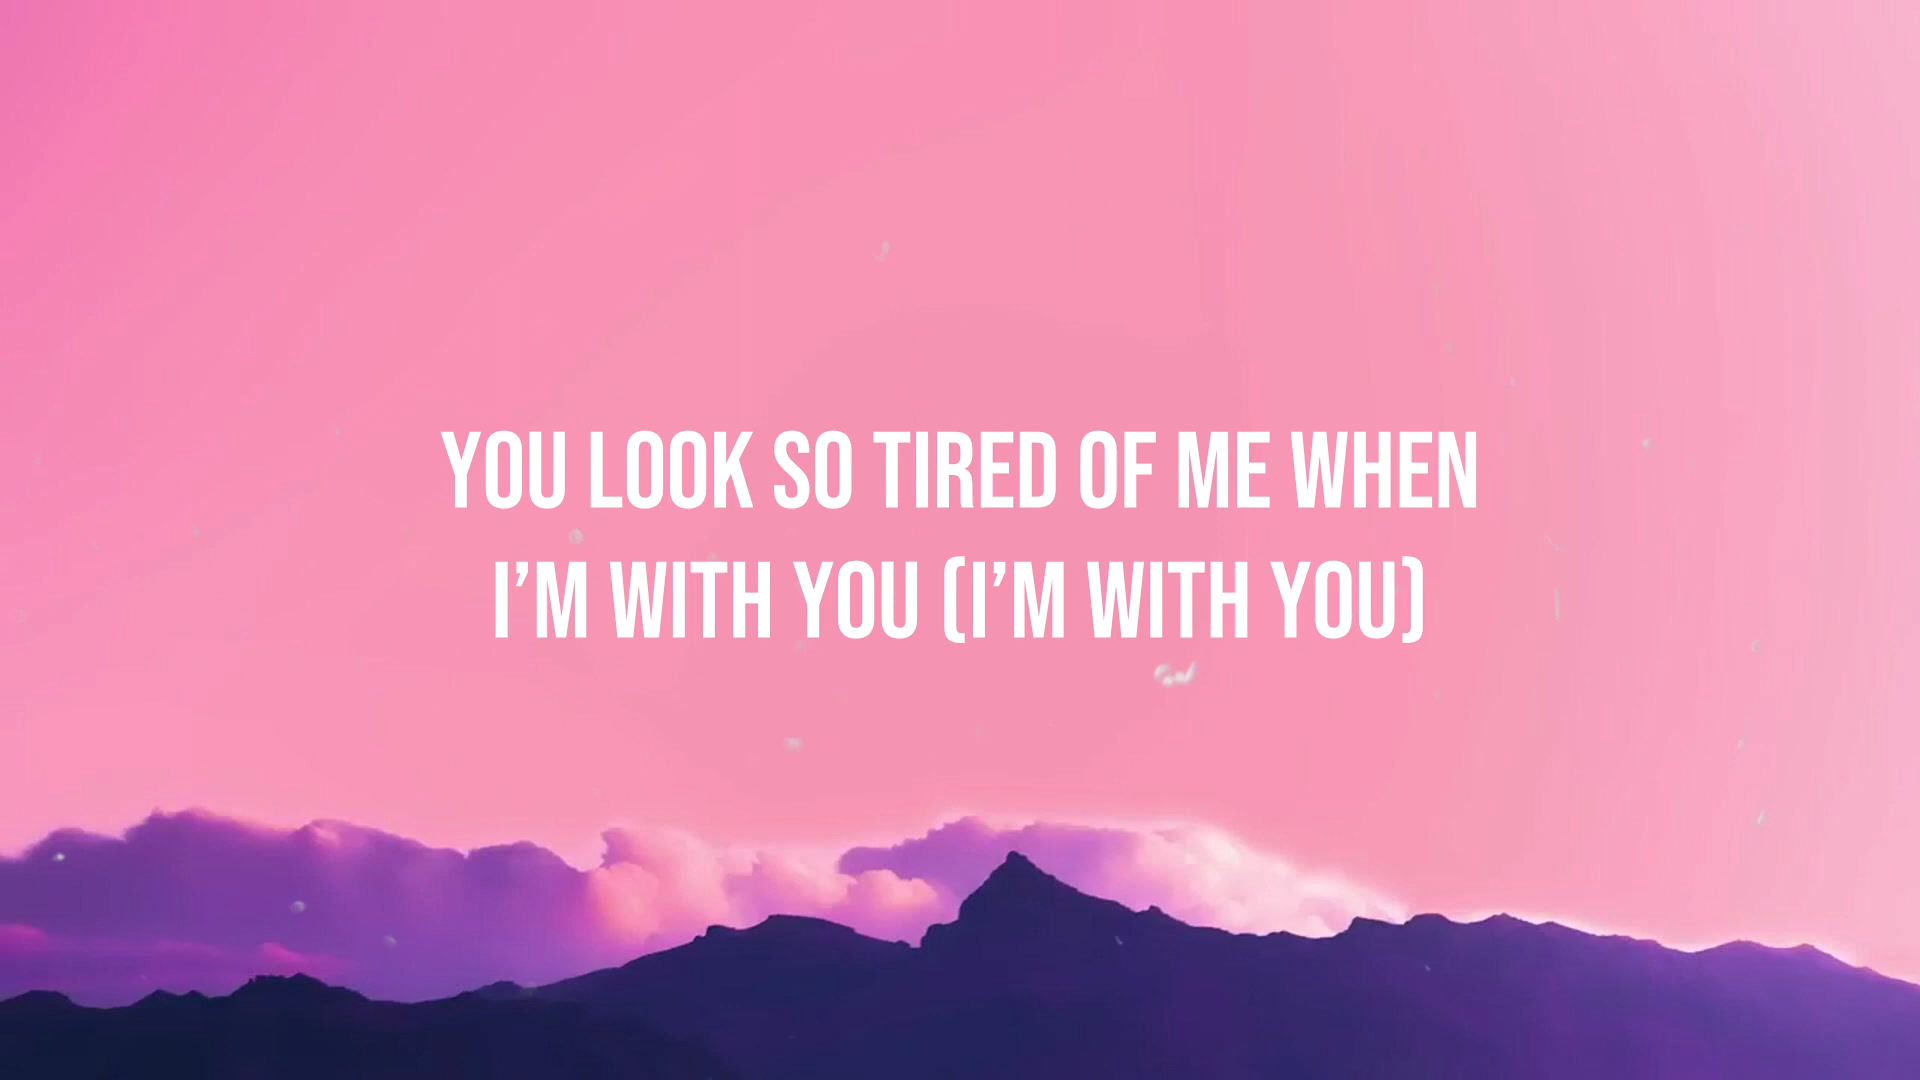 YOU LOOK SO TIRED OF ME WHEN
I’M WITH YOU (I’M WITH YOU)